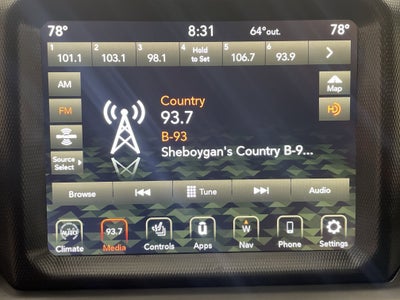 78° 8:31 64°out. 78°
1 101.1 2 103.1 3 98.1 4 Hold to Set 5 106.7 6 93.9
AM
Map
Country
FM
93.7
HD
B-93
Sheboygan's Country B-9...
Source Select
Browse Tune Audio
AUTO 93.7 W
Climate Media Controls Apps Nav Phone Settings